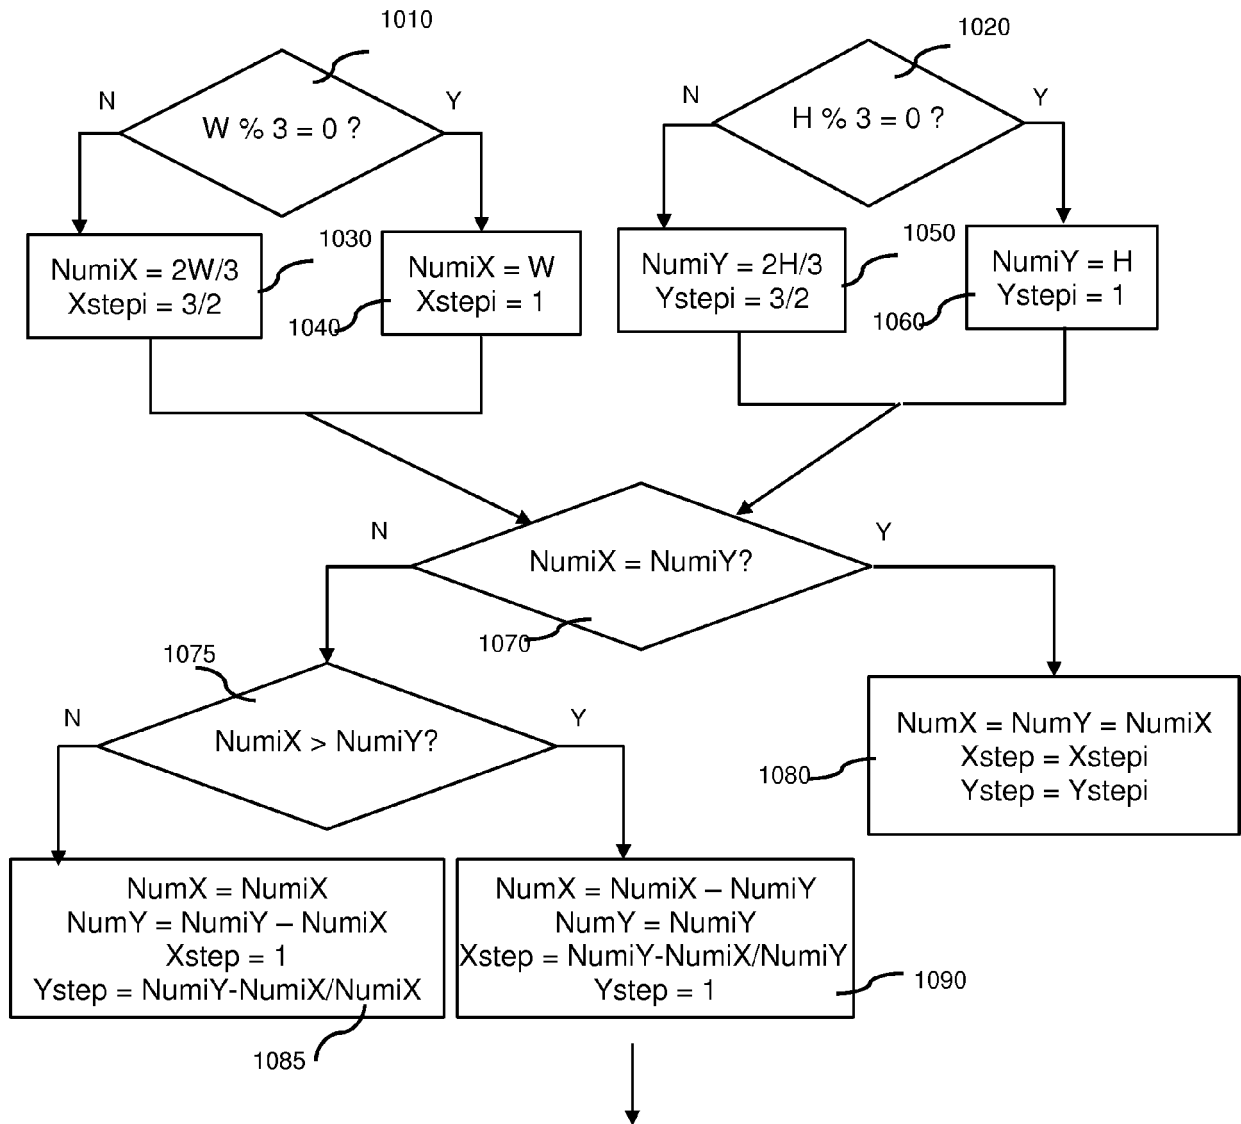 1010
1020
N
Y
N
Y
W % 3 = 0 ?
H % 3 = 0 ?
1030
1050
NumiX = 2W/3
Xstepi = 3/2
NumiX = W
Xstepi = 1
NumiY = 2H/3
Ystepi = 3/2
NumiY = H
Ystepi = 1
1040
1060
N
Y
NumiX = NumiY?
1070
1075
N
Y
NumiX > NumiY?
NumX = NumY = NumiX
Xstep = Xstepi
Ystep = Ystepi
1080
NumX = NumiX
NumY = NumiY – NumiX
Xstep = 1
Ystep = NumiY-NumiX/NumiX
NumX = NumiX – NumiY
NumY = NumiY
Xstep = NumiY-NumiX/NumiY
Ystep = 1
1090
1085